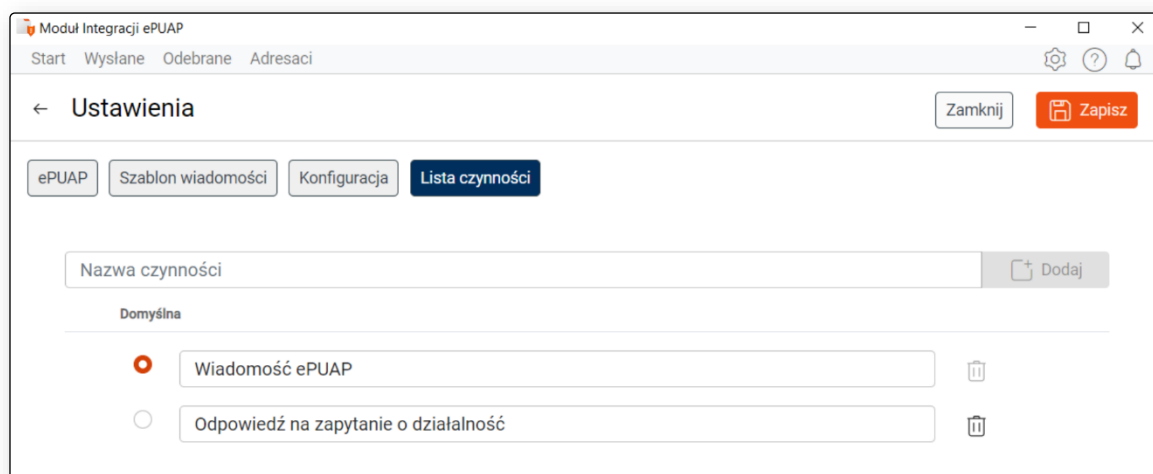 Moduł Integracji ePUAP
Start Wysłane Odebrane Adresaci
Ustawienia Zamknij Zapisz
ePUAP Szablon wiadomości Konfiguracja Lista czynności
Nazwa czynności Dodaj
Domyślna
Wiadomość ePUAP
Odpowiedź na zapytanie o działalność